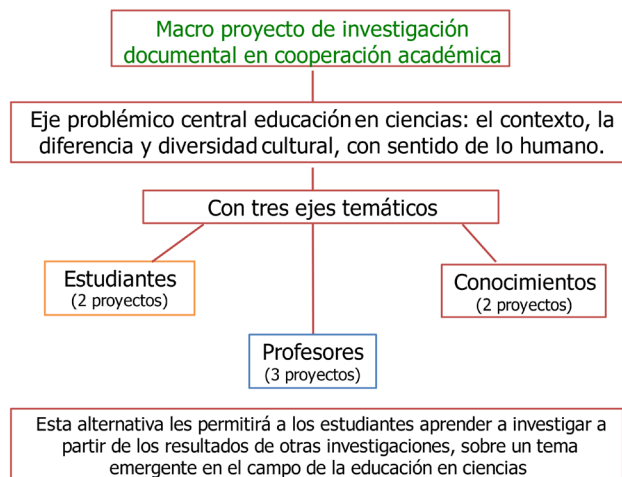 Macro proyecto de investigación
documental en cooperación académica
Eje problémico central educación en ciencias: el contexto, la
diferencia y diversidad cultural, con sentido de lo humano.
Con tres ejes temáticos
Estudiantes
(2 proyectos)
Conocimientos
(2 proyectos)
Profesores
(3 proyectos)
Esta alternativa les permitirá a los estudiantes aprender a investigar a
partir de los resultados de otras investigaciones, sobre un tema
emergente en el campo de la educación en ciencias